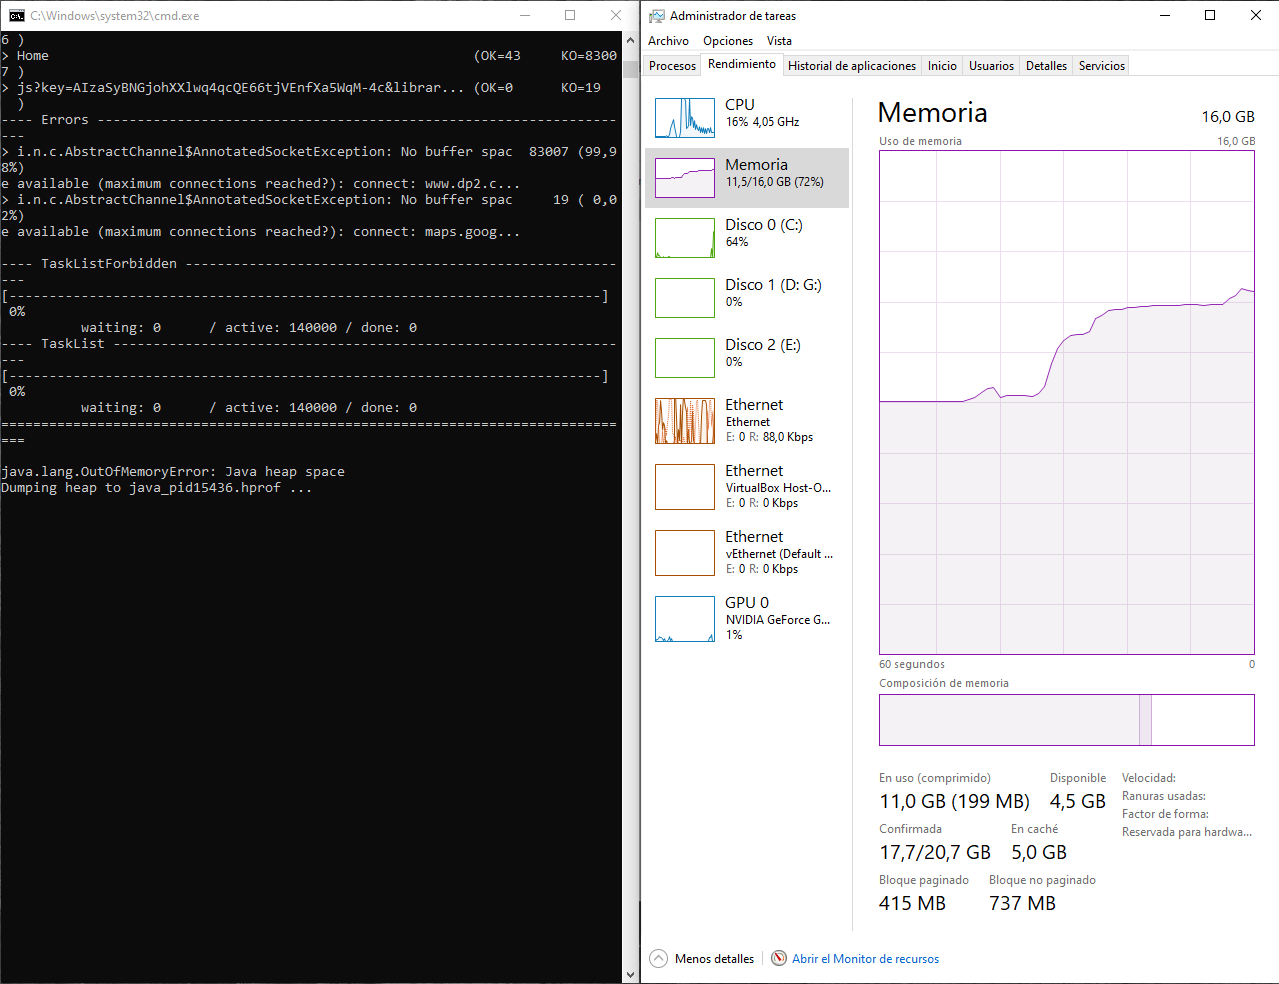 C:\Windows\system32\cmd.exe
6 )
> Home                                                     (OK=43     KO=8300
7 )
> js?key=AIzaSyBNGjohXXlwq4qcQE66tjVEnfXa5WqM-4c&librar... (OK=0      KO=19
  )
---- Errors ------------------------------------------------------------------
---
> i.n.c.AbstractChannel$AnnotatedSocketException: No buffer spac  83007 (99,9
8%)
e available (maximum connections reached?): connect: www.dp2.c...
> i.n.c.AbstractChannel$AnnotatedSocketException: No buffer spac     19 ( 0,0
2%)
e available (maximum connections reached?): connect: maps.goog...
---- TaskListForbidden ------------------------------------------------------
---
[--------------------------------------------------------------------------]
 0%
          waiting: 0      / active: 140000 / done: 0
---- TaskList ---------------------------------------------------------------
---
[--------------------------------------------------------------------------]
 0%
          waiting: 0      / active: 140000 / done: 0
=============================================================================
===
java.lang.OutOfMemoryError: Java heap space
Dumping heap to java_pid15436.hprof ...
Administrador de tareas
Archivo Opciones Vista
Procesos Rendimiento Historial de aplicaciones Inicio Usuarios Detalles Servicios
CPU
16% 4,05 GHz
Memoria
11,5/16,0 GB (72%)
Disco 0 (C:)
64%
Disco 1 (D: G:)
0%
Disco 2 (E:)
0%
Ethernet
Ethernet
E: 0 R: 88,0 Kbps
Ethernet
VirtualBox Host-O...
E: 0 R: 0 Kbps
Ethernet
vEthernet (Default ...
E: 0 R: 0 Kbps
GPU 0
NVIDIA GeForce G...
1%
Memoria 16,0 GB
Uso de memoria 16,0 GB
60 segundos 0
Composición de memoria
En uso (comprimido) Disponible
11,0 GB (199 MB) 4,5 GB
Confirmada En caché
17,7/20,7 GB 5,0 GB
Bloque paginado Bloque no paginado
415 MB 737 MB
Velocidad:
Ranuras usadas:
Factor de forma:
Reservada para hardwa...
Menos detalles Abrir el Monitor de recursos